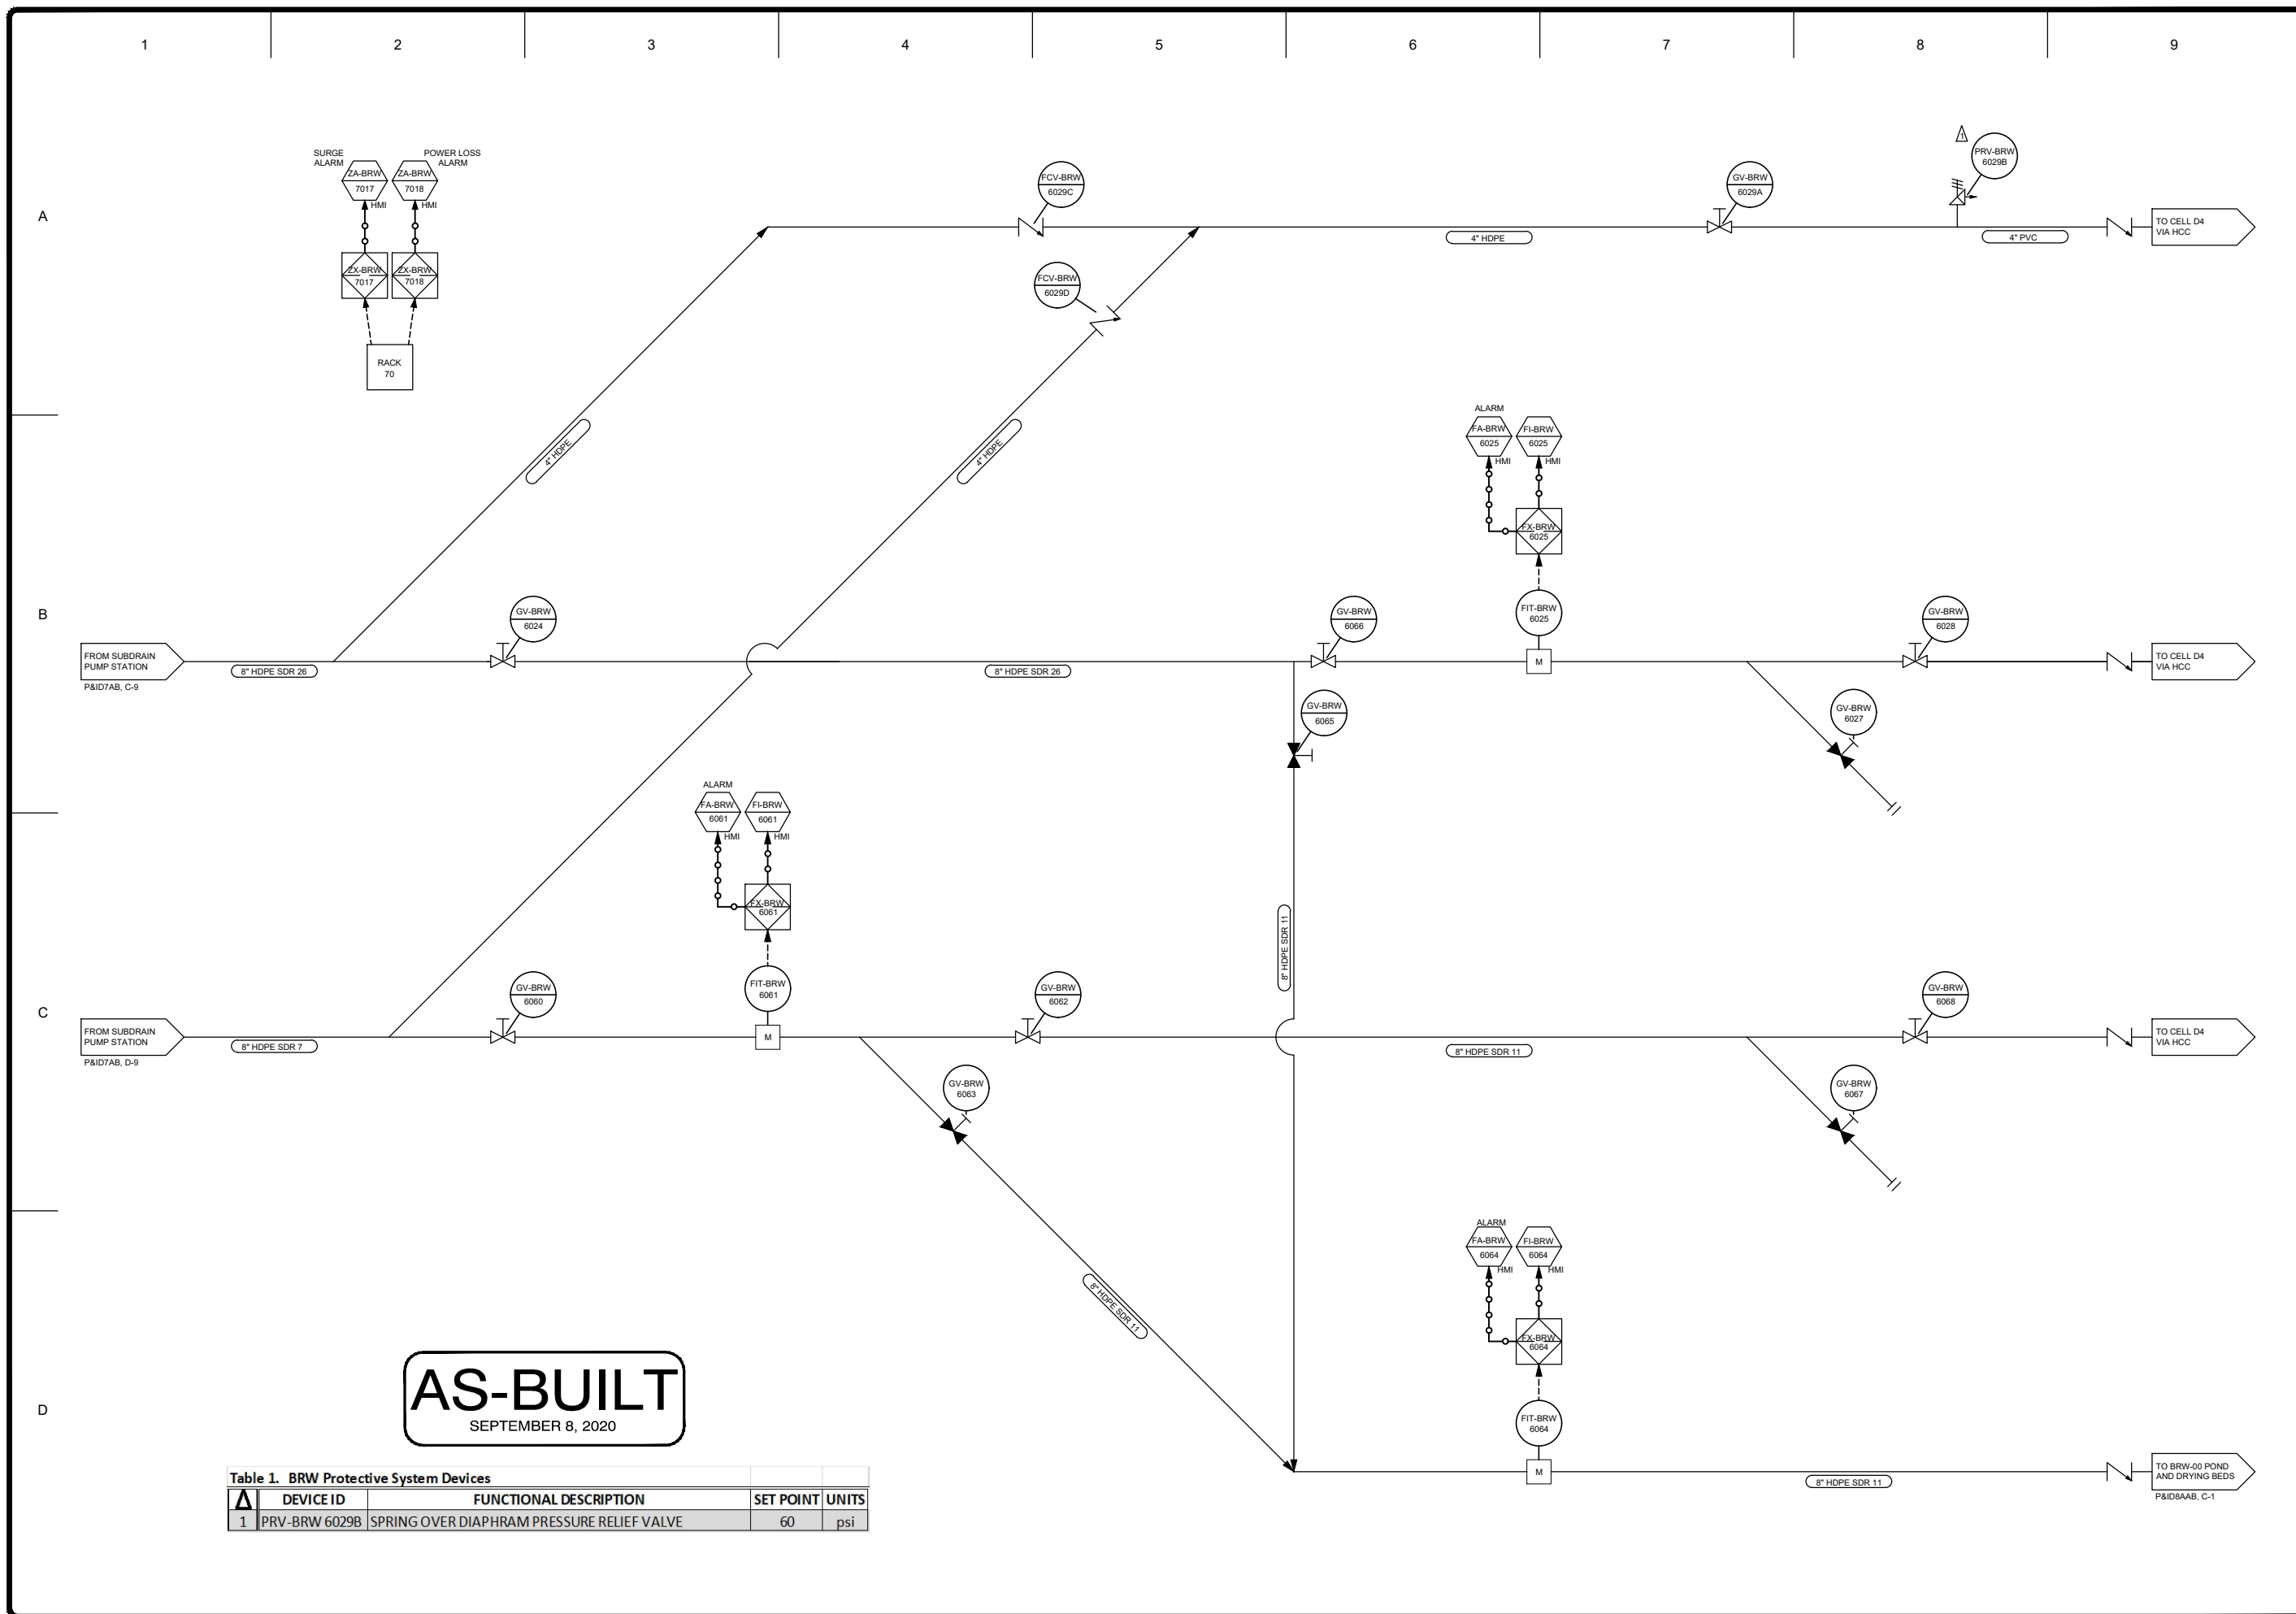 1 2 3 4 5 6 7 8 9
A
SURGE
ALARM
POWER LOSS
ALARM
ZA-BRW
7017
HMI
ZA-BRW
7018
HMI
ZX-BRW
7017
ZX-BRW
7018
RACK
70
FCV-BRW
6029C
FCV-BRW
6029D
4" HDPE
GV-BRW
6029A
1
PRV-BRW
6029B
4" PVC
TO CELL D4
VIA HCC
B
4" HDPE
4" HDPE
FROM SUBDRAIN
PUMP STATION
P&ID7AB, C-9
8" HDPE SDR 26
GV-BRW
6024
8" HDPE SDR 26
GV-BRW
6066
GV-BRW
6065
ALARM
FA-BRW
6025
HMI
FI-BRW
6025
HMI
FX-BRW
6025
FIT-BRW
6025
M
GV-BRW
6028
GV-BRW
6027
TO CELL D4
VIA HCC
C
FROM SUBDRAIN
PUMP STATION
P&ID7AB, D-9
8" HDPE SDR 7
GV-BRW
6060
ALARM
FA-BRW
6061
HMI
FI-BRW
6061
HMI
FX-BRW
6061
FIT-BRW
6061
M
GV-BRW
6062
GV-BRW
6063
8" HDPE SDR 11
8" HDPE SDR 11
GV-BRW
6068
GV-BRW
6067
TO CELL D4
VIA HCC
D
8" HDPE SDR 11
ALARM
FA-BRW
6064
HMI
FI-BRW
6064
HMI
FX-BRW
6064
FIT-BRW
6064
M
8" HDPE SDR 11
TO BRW-00 POND
AND DRYING BEDS
P&ID8AAB, C-1
AS-BUILT
SEPTEMBER 8, 2020
Table 1. BRW Protective System Devices
Δ DEVICE ID FUNCTIONAL DESCRIPTION SET POINT UNITS
1 PRV-BRW 6029B SPRING OVER DIAPHRAM PRESSURE RELIEF VALVE 60 psi